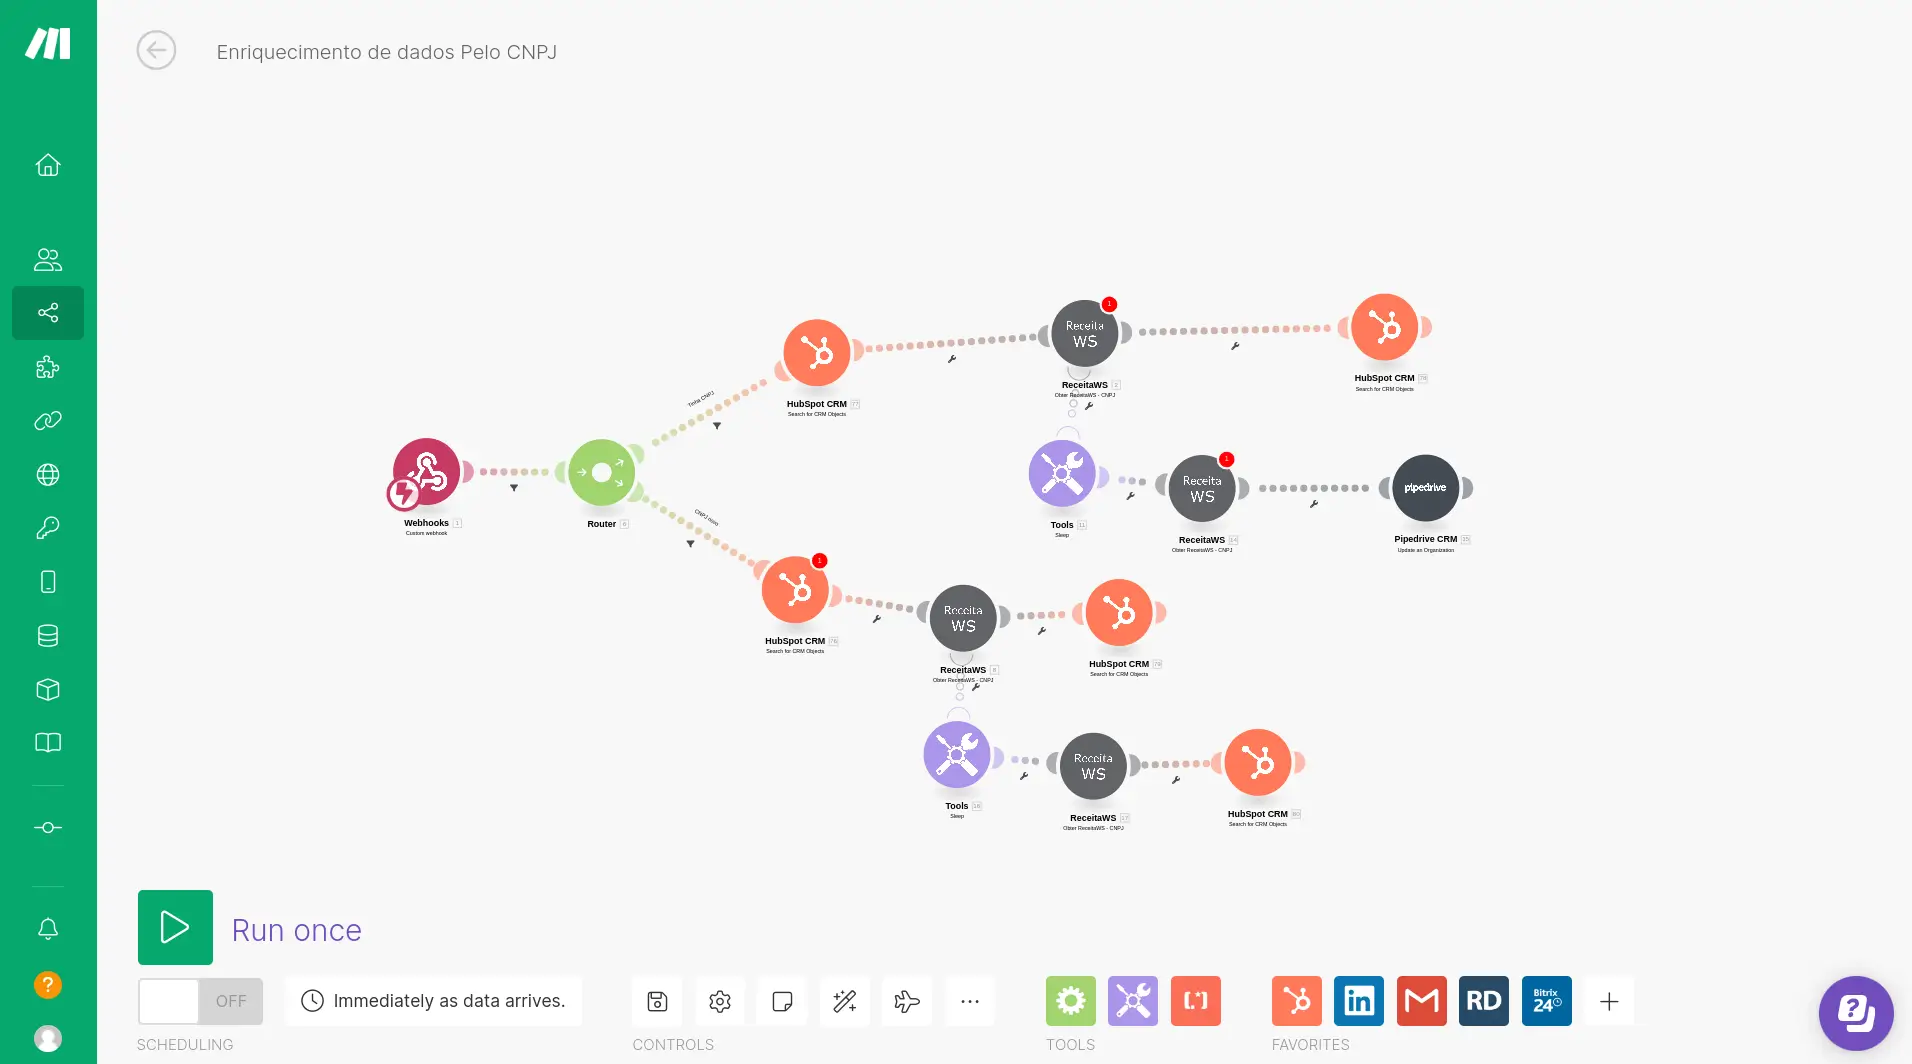 Enriquecimento de dados Pelo CNPJ
Receita
WS
1
ReceitaWS 2
Obter ReceitaWS - CNPJ
HubSpot CRM 78
Search for CRM Objects
HubSpot CRM 77
Search for CRM Objects
Tinha CNPJ
Webhooks 1
Custom webhook
Router 6
CNPJ novo
Tools 11
Sleep
Receita
WS
1
ReceitaWS 14
Obter ReceitaWS - CNPJ
pipedrive
Pipedrive CRM
Update an Organization
1
HubSpot CRM 76
Search for CRM Objects
Receita
WS
ReceitaWS 8
Obter ReceitaWS - CNPJ
HubSpot CRM 79
Search for CRM Objects
Tools 16
Sleep
Receita
WS
ReceitaWS 17
Obter ReceitaWS - CNPJ
HubSpot CRM 80
Search for CRM Objects
Run once
OFF
Immediately as data arrives.
SCHEDULING
CONTROLS
TOOLS
[.*]
in
RD
Bitrix
24
FAVORITES
?
?